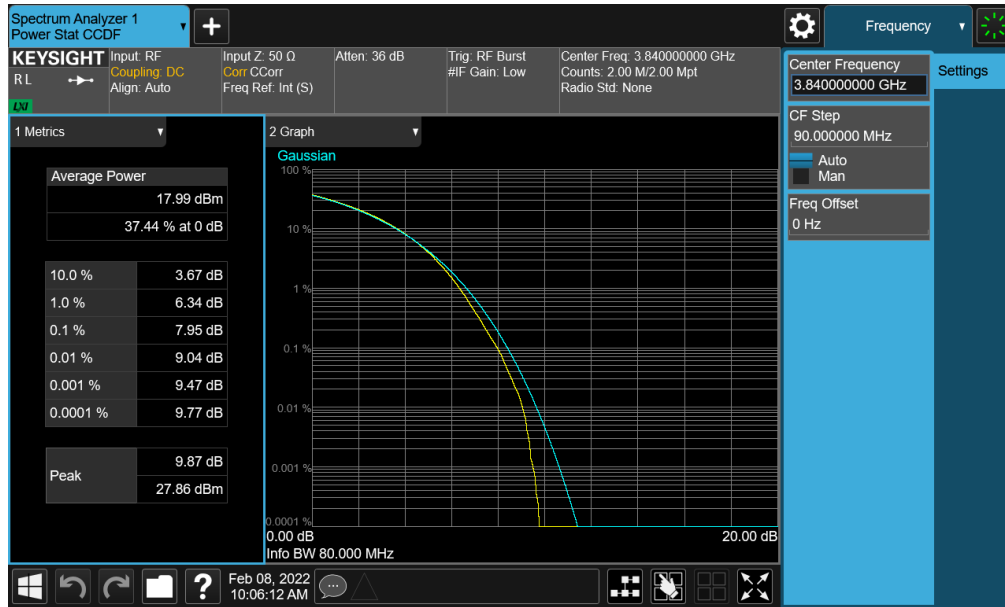 Spectrum Analyzer 1
Power Stat CCDF
+
Frequency
KEYSIGHT
R L
LXI
Input: RF
Coupling: DC
Align: Auto
Input Z: 50 Ω
Corr CCorr
Freq Ref: Int (S)
Atten: 36 dB
Trig: RF Burst
#IF Gain: Low
Center Freq: 3.840000000 GHz
Counts: 2.00 M/2.00 Mpt
Radio Std: None
Center Frequency
3.840000000 GHz
Settings
CF Step
90.000000 MHz
Auto
Man
Freq Offset
0 Hz
1 Metrics
Average Power
17.99 dBm
37.44 % at 0 dB
10.0 % 3.67 dB
1.0 % 6.34 dB
0.1 % 7.95 dB
0.01 % 9.04 dB
0.001 % 9.47 dB
0.0001 % 9.77 dB
Peak
9.87 dB
27.86 dBm
2 Graph
Gaussian
100 %
10 %
1 %
0.1 %
0.01 %
0.001 %
0.0001 %
0.00 dB 20.00 dB
Info BW 80.000 MHz
?
Feb 08, 2022
10:06:12 AM